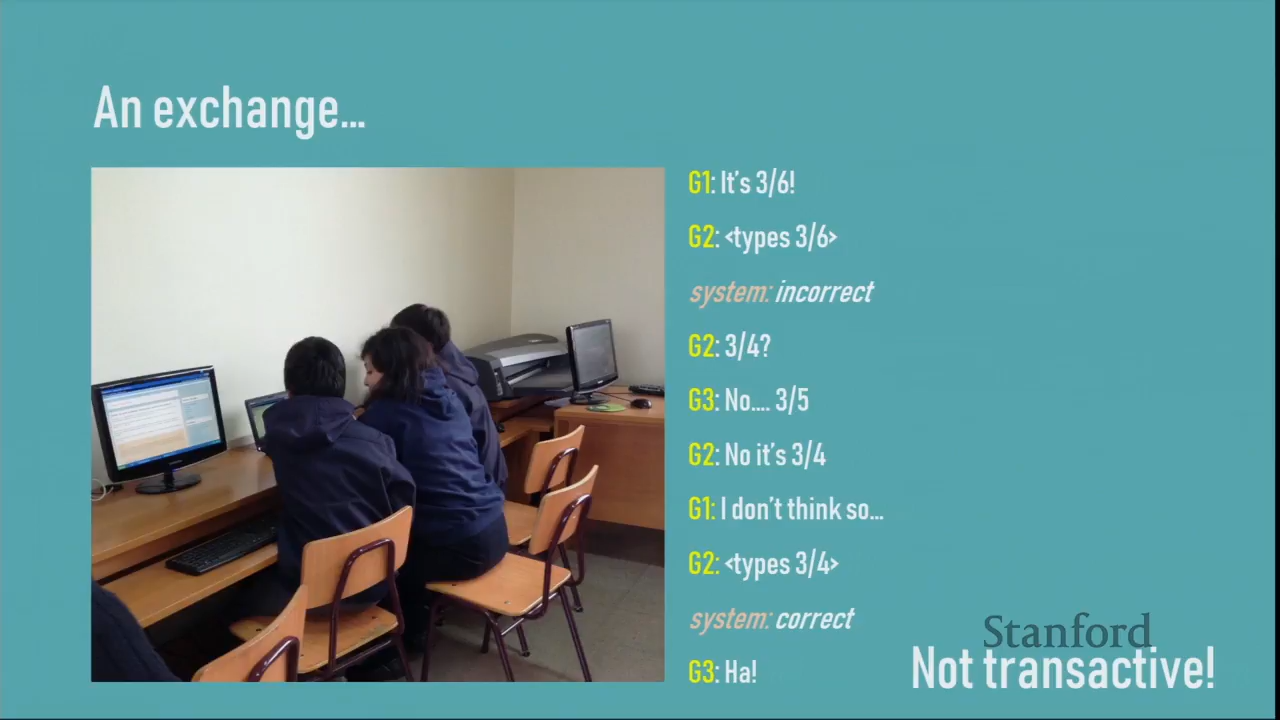 An exchange...
G1: It's 3/6!
G2: <types 3/6>
system: incorrect
G2: 3/4?
G3: No.... 3/5
G2: No it's 3/4
G1: I don't think so...
G2: <types 3/4>
system: correct
G3: Ha!
Stanford
Not transactive!